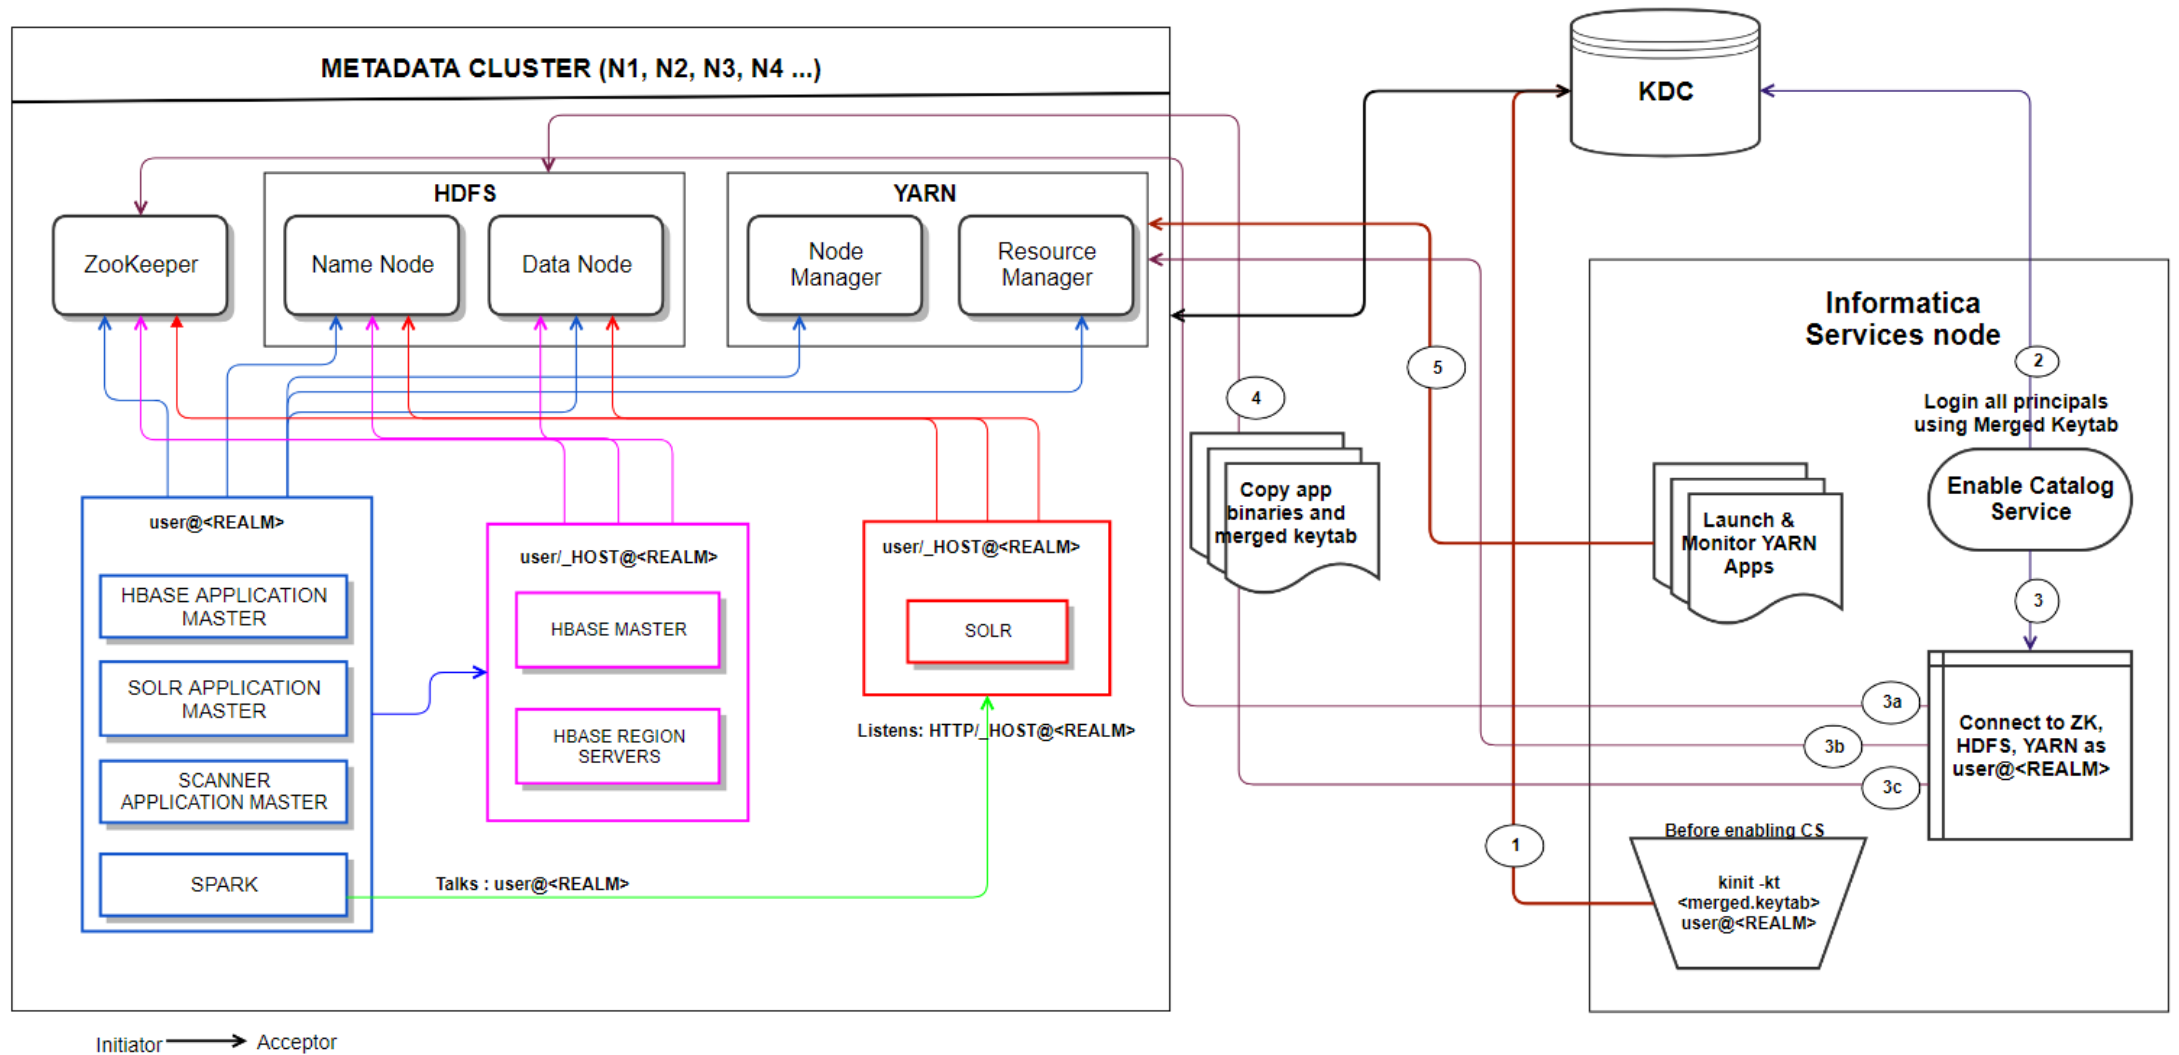 METADATA CLUSTER (N1, N2, N3, N4 ...)
KDC
HDFS
YARN
ZooKeeper
Name Node
Data Node
Node
Manager
Resource
Manager
Informatica
Services node
2
5
4
Login all principals
using Merged Keytab
Enable Catalog
Service
Copy app
binaries and
merged keytab
Launch &
Monitor YARN
Apps
3
user@<REALM>
HBASE APPLICATION
MASTER
SOLR APPLICATION
MASTER
SCANNER
APPLICATION MASTER
SPARK
user/_HOST@<REALM>
HBASE MASTER
HBASE REGION
SERVERS
user/_HOST@<REALM>
SOLR
Listens: HTTP/_HOST@<REALM>
Talks : user@<REALM>
3a
3b
3c
Connect to ZK,
HDFS, YARN as
user@<REALM>
1
Before enabling CS
kinit -kt
<merged.keytab>
user@<REALM>
Initiator
Acceptor